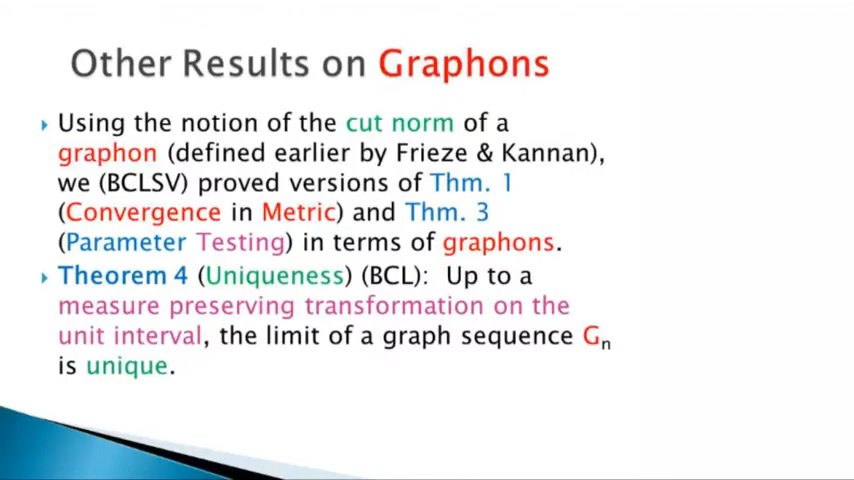 Other Results on Graphons
Using the notion of the cut norm of a
graphon (defined earlier by Frieze & Kannan),
we (BCLSV) proved versions of Thm. 1
(Convergence in Metric) and Thm. 3
(Parameter Testing) in terms of graphons.
Theorem 4 (Uniqueness) (BCL): Up to a
measure preserving transformation on the
unit interval, the limit of a graph sequence Gn
is unique.